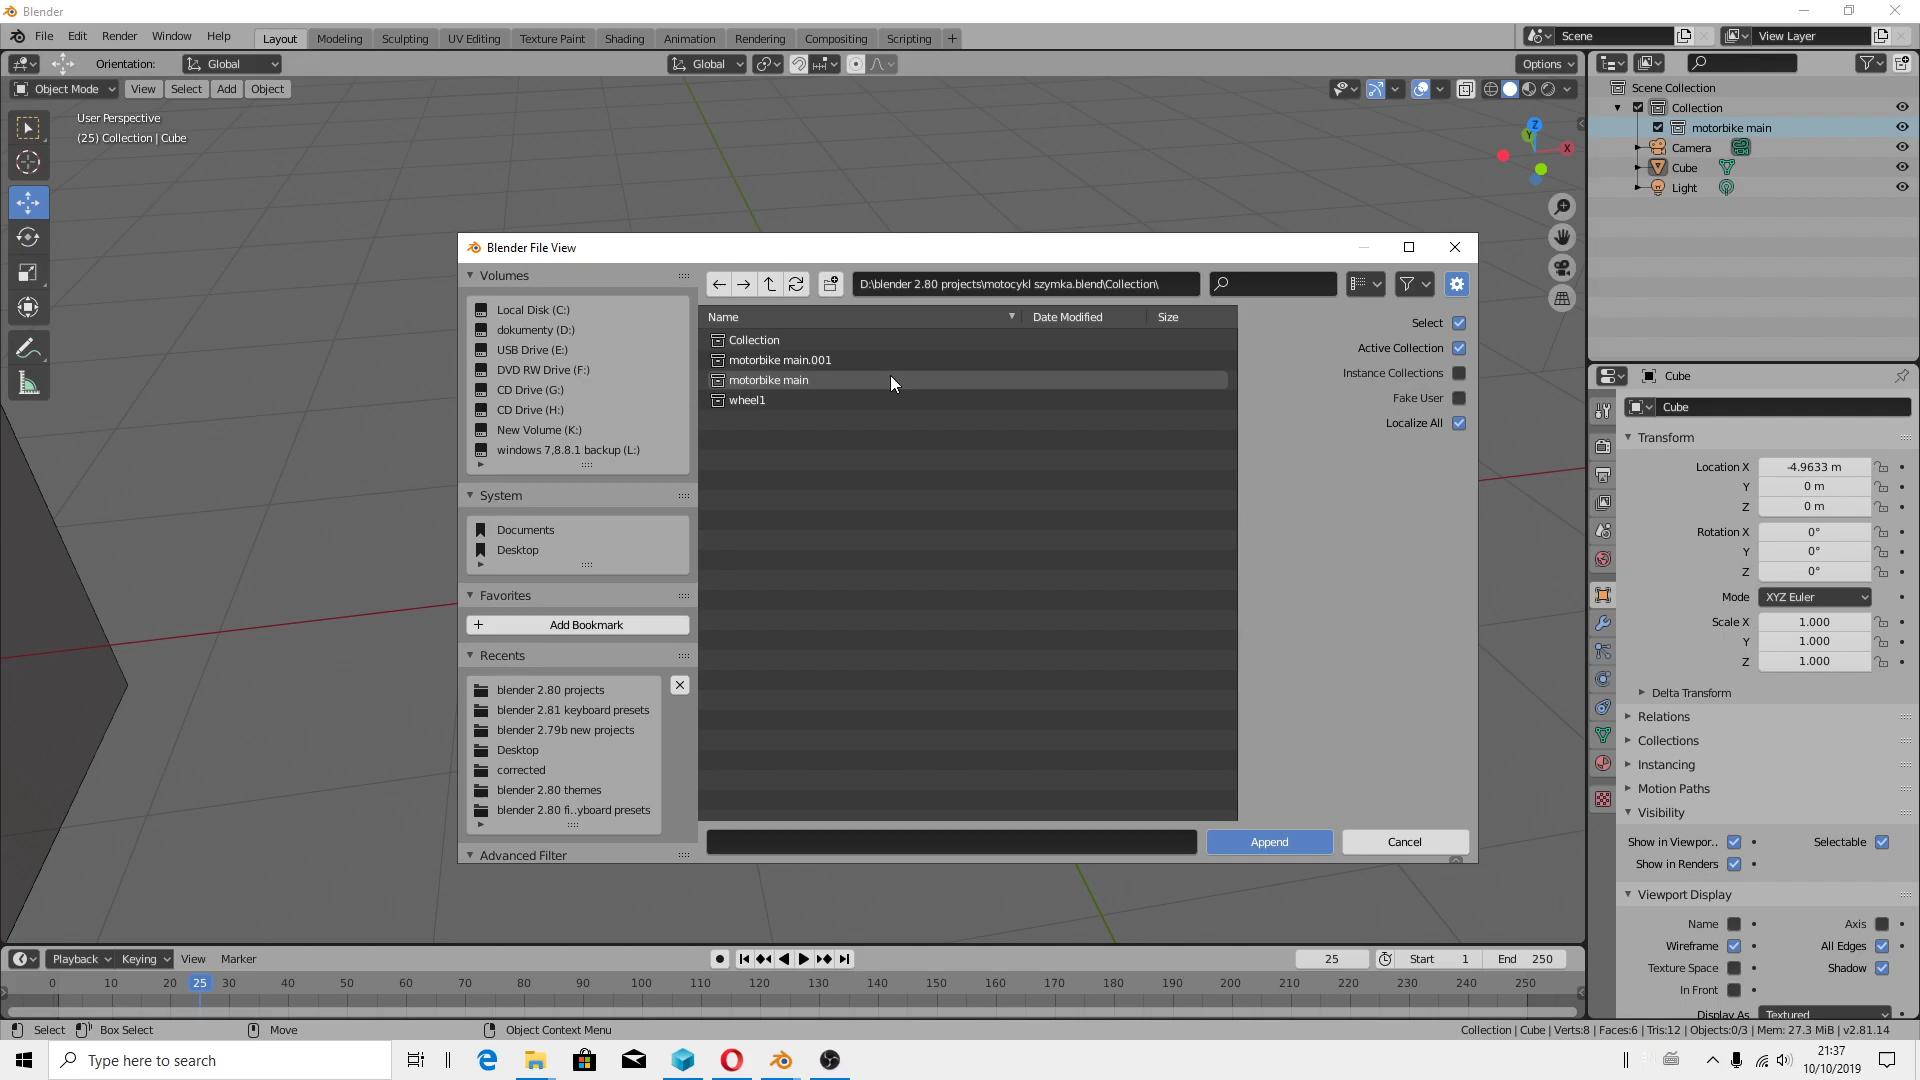 Blender
File Edit Render Window Help Layout Modeling Sculpting UV Editing Texture Paint Shading Animation Rendering Compositing Scripting + Scene View Layer
Orientation: Global Global Options
Object Mode View Select Add Object
User Perspective
(25) Collection | Cube
Z
Y
X
Scene Collection
Collection
motorbike main
Camera
Cube
Light
Blender File View
Volumes
Local Disk (C:)
dokumenty (D:)
USB Drive (E:)
DVD RW Drive (F:)
CD Drive (G:)
CD Drive (H:)
New Volume (K:)
windows 7,8.8.1 backup (L:)
System
Documents
Desktop
Favorites
+ Add Bookmark
Recents
blender 2.80 projects
blender 2.81 keyboard presets
blender 2.79b new projects
Desktop
corrected
blender 2.80 themes
blender 2.80 fi..yboard presets
Advanced Filter
D:\blender 2.80 projects\motocykl szymka.blend\Collection\
Name Date Modified Size
Collection
motorbike main.001
motorbike main
wheel1
Select
Active Collection
Instance Collections
Fake User
Localize All
Append Cancel
Cube
Cube
Transform
Location X -4.9633 m
Y 0 m
Z 0 m
Rotation X 0°
Y 0°
Z 0°
Mode XYZ Euler
Scale X 1.000
Y 1.000
Z 1.000
Delta Transform
Relations
Collections
Instancing
Motion Paths
Visibility
Show in Viewpor.. Selectable
Show in Renders
Viewport Display
Name Axis
Wireframe All Edges
Texture Space Shadow
In Front
Display As Textured
Playback Keying View Marker 25 Start 1 End 250
0 10 20 25 30 40 50 60 70 80 90 100 110 120 130 140 150 160 170 180 190 200 210 220 230 240 250
Select Box Select Move Object Context Menu Collection | Cube | Verts:8 | Faces:6 | Tris:12 | Objects:0/3 | Mem: 27.3 MiB | v2.81.14
Type here to search
21:37
10/10/2019